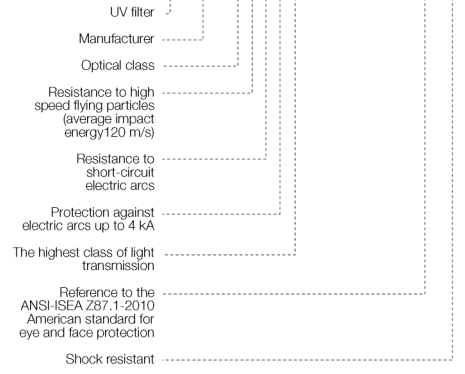 UV filter
Manufacturer
Optical class
Resistance to high
speed flying particles
(average impact
energy120 m/s)
Resistance to
short-circuit
electric arcs
Protection against
electric arcs up to 4 kA
The highest class of light
transmission
Reference to the
ANSI-ISEA Z87.1-2010
American standard for
eye and face protection
Shock resistant